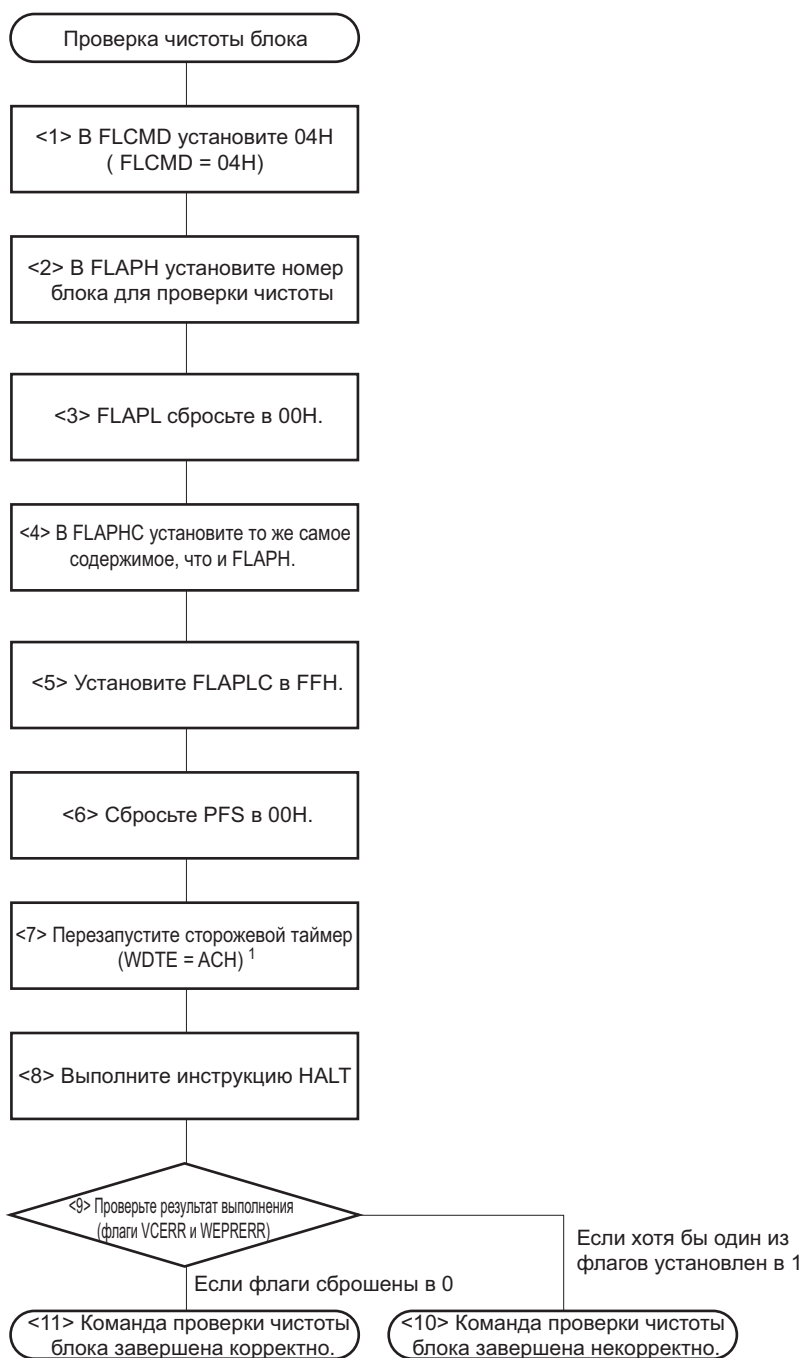 Проверка чистоты блока
<1> В FLCMD установите 04H
( FLCMD = 04H)
<2> В FLAPH установите номер
блока для проверки чистоты
<3> FLAPL сбросьте в 00H.
<4> В FLAPHC установите то же самое
содержимое, что и FLAPH.
<5> Установите FLAPLC в FFH.
<6> Сбросьте PFS в 00H.
<7> Перезапустите сторожевой таймер
(WDTE = ACH) 1
<8> Выполните инструкцию HALT
<9> Проверьте результат выполнения
(флаги VCERR и WEPRERR)
Если хотя бы один из
флагов установлен в 1
Если флаги сброшены в 0
<11> Команда проверки чистоты
блока завершена корректно.
<10> Команда проверки чистоты
блока завершена некорректно.